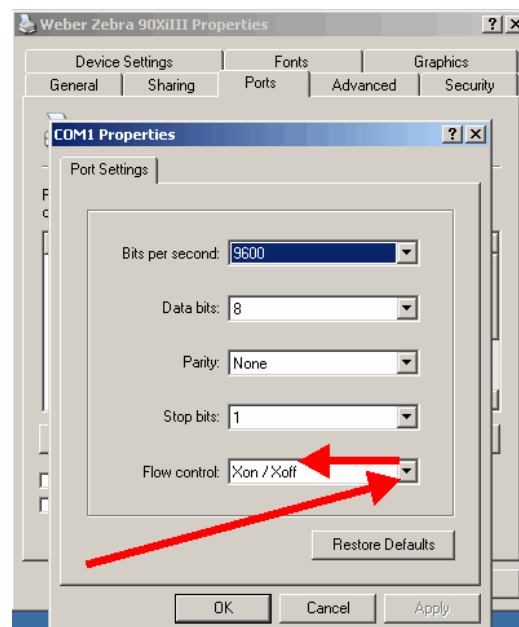 Weber Zebra 90XiIII Properties
Device Settings Fonts Graphics
General Sharing Ports Advanced Security
COM1 Properties
Port Settings
Bits per second: 9600
Data bits: 8
Parity: None
Stop bits: 1
Flow control: Xon / Xoff
Restore Defaults
OK Cancel Apply